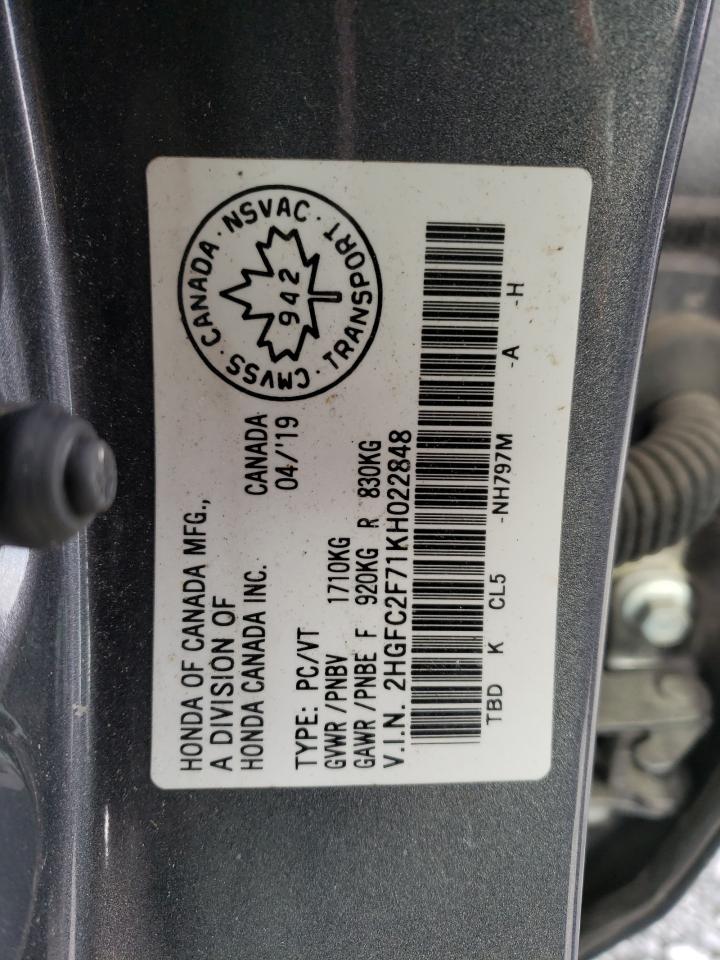 HONDA OF CANADA MFG.,
A DIVISION OF
HONDA CANADA INC.
CANADA
04/'19
CMVSS · CANADA · NSVAC · TRANSPORT ·
942
TYPE: PC/VT
GVWR /PNBV 1710KG
GAWR /PNBE F 920KG R 830KG
V.I.N. 2HGFC2F71KH022848
TBD K CL5 -NH797M -A -H